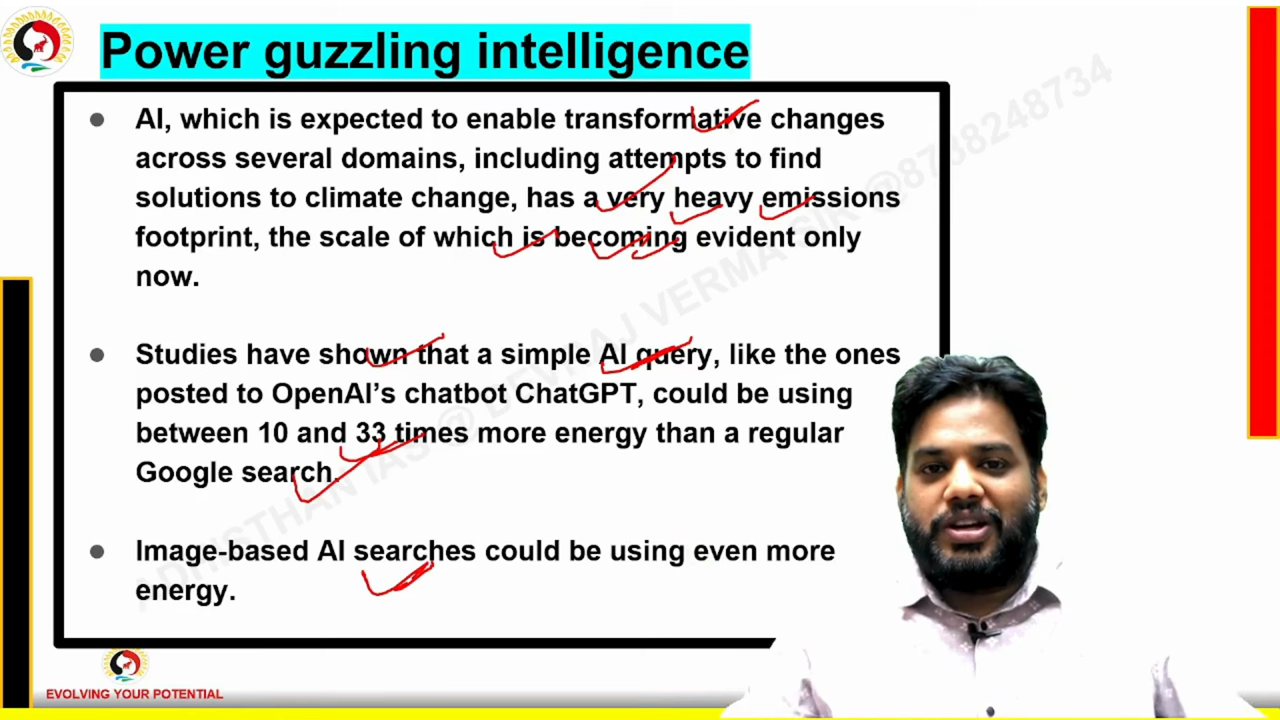 Power guzzling intelligence
AI, which is expected to enable transformative changes
across several domains, including attempts to find
solutions to climate change, has a very heavy emissions
footprint, the scale of which is becoming evident only
now.
Studies have shown that a simple AI query, like the ones
posted to OpenAI’s chatbot ChatGPT, could be using
between 10 and 33 times more energy than a regular
Google search.
Image-based AI searches could be using even more
energy.
EVOLVING YOUR POTENTIAL